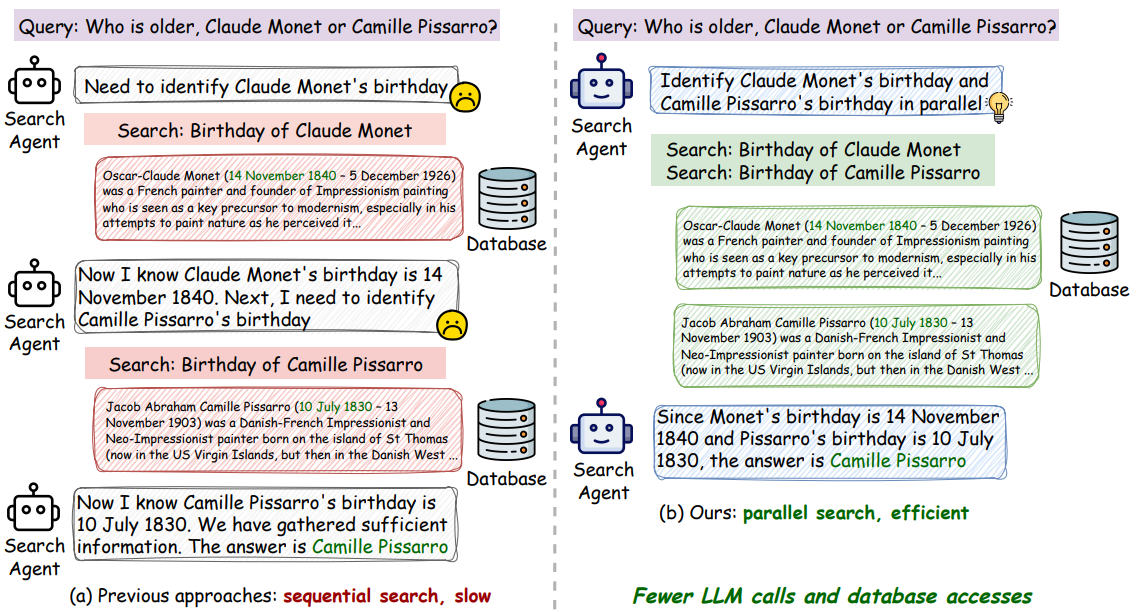 Query: Who is older, Claude Monet or Camille Pissarro?
Search
Agent
Need to identify Claude Monet's birthday
Search: Birthday of Claude Monet
Oscar-Claude Monet (14 November 1840 – 5 December 1926)
was a French painter and founder of Impressionism painting
who is seen as a key precursor to modernism, especially in his
attempts to paint nature as he perceived it...
Database
Search
Agent
Now I know Claude Monet's birthday is 14
November 1840. Next, I need to identify
Camille Pissarro's birthday
Search: Birthday of Camille Pissarro
Jacob Abraham Camille Pissarro (10 July 1830 – 13
November 1903) was a Danish-French Impressionist and
Neo-Impressionist painter born on the island of St Thomas
(now in the US Virgin Islands, but then in the Danish West ...
Database
Search
Agent
Now I know Camille Pissarro's birthday is
10 July 1830. We have gathered sufficient
information. The answer is Camille Pissarro
(a) Previous approaches: sequential search, slow
Query: Who is older, Claude Monet or Camille Pissarro?
Search
Agent
Identify Claude Monet's birthday and
Camille Pissarro's birthday in parallel
Search: Birthday of Claude Monet
Search: Birthday of Camille Pissarro
Oscar-Claude Monet (14 November 1840 – 5 December 1926)
was a French painter and founder of Impressionism painting
who is seen as a key precursor to modernism, especially in his
attempts to paint nature as he perceived it...
Database
Jacob Abraham Camille Pissarro (10 July 1830 – 13
November 1903) was a Danish-French Impressionist and
Neo-Impressionist painter born on the island of St Thomas
(now in the US Virgin Islands, but then in the Danish West ...
Search
Agent
Since Monet's birthday is 14 November
1840 and Pissarro's birthday is 10 July
1830, the answer is Camille Pissarro
(b) Ours: parallel search, efficient
Fewer LLM calls and database accesses